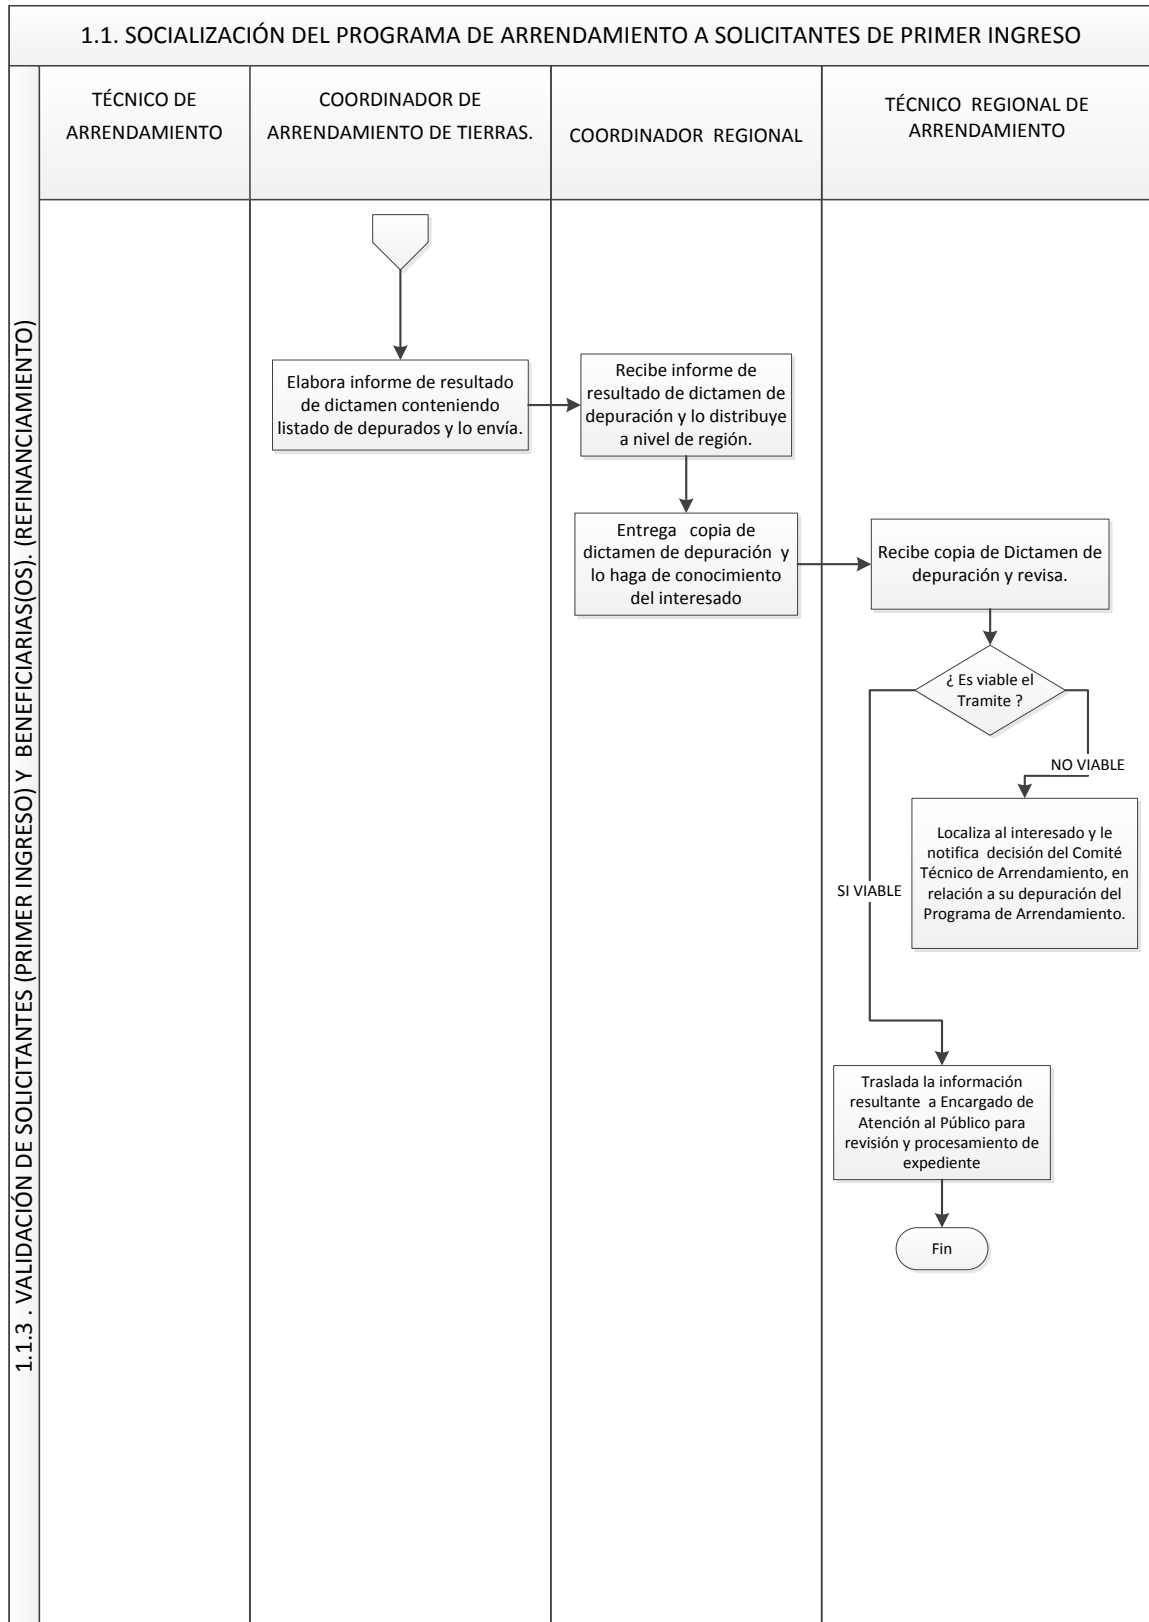 1.1. SOCIALIZACIÓN DEL PROGRAMA DE ARRENDAMIENTO A SOLICITANTES DE PRIMER INGRESO
1.1.3 . VALIDACIÓN DE SOLICITANTES (PRIMER INGRESO) Y BENEFICIARIAS(OS). (REFINANCIAMIENTO)
TÉCNICO DE
ARRENDAMIENTO
COORDINADOR DE
ARRENDAMIENTO DE TIERRAS.
COORDINADOR REGIONAL
TÉCNICO REGIONAL DE
ARRENDAMIENTO
Elabora informe de resultado
de dictamen conteniendo
listado de depurados y lo envía.
Recibe informe de
resultado de dictamen de
depuración y lo distribuye
a nivel de región.
Entrega copia de
dictamen de depuración y
lo haga de conocimiento
del interesado
Recibe copia de Dictamen de
depuración y revisa.
¿ Es viable el
Tramite ?
NO VIABLE
Localiza al interesado y le
notifica decisión del Comité
Técnico de Arrendamiento, en
relación a su depuración del
Programa de Arrendamiento.
SI VIABLE
Traslada la información
resultante a Encargado de
Atención al Público para
revisión y procesamiento de
expediente
Fin